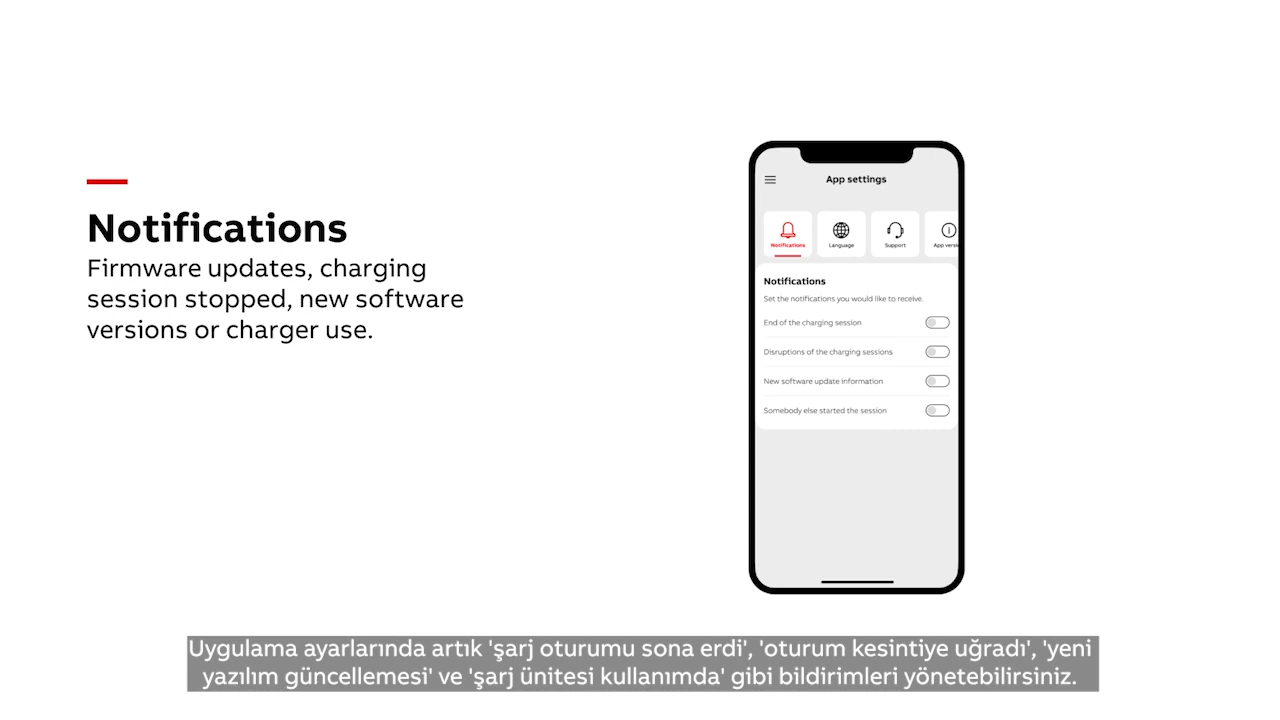 Notifications
Firmware updates, charging
session stopped, new software
versions or charger use.
App settings
Notifications
Language
Support
App versi
Notifications
Set the notifications you would like to receive.
End of the charging session
Disruptions of the charging sessions
New software update information
Somebody else started the session
Uygulama ayarlarında artık 'şarj oturumu sona erdi', 'oturum kesintiye uğradı', 'yeni
yazılım güncellemesi' ve 'şarj ünitesi kullanımda' gibi bildirimleri yönetebilirsiniz.